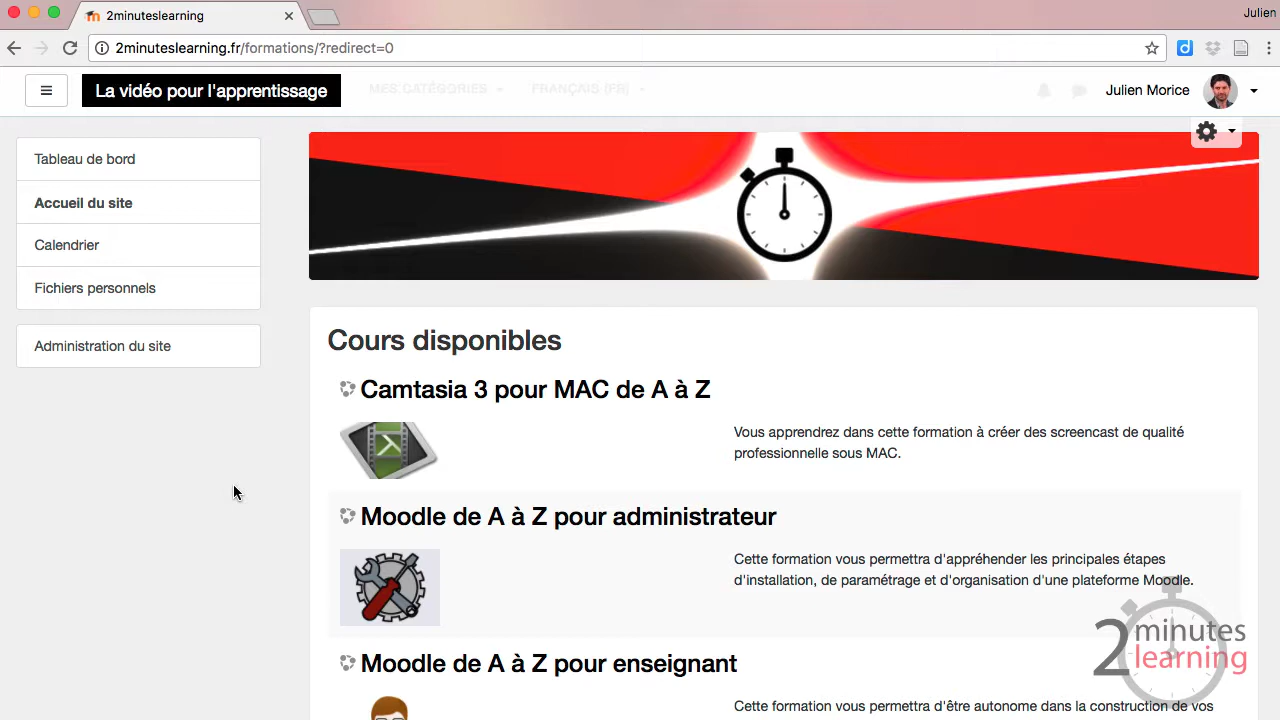 2minuteslearning
Julien
2minuteslearning.fr/formations/?redirect=0
La vidéo pour l'apprentissage
MES CATÉGORIES
FRANÇAIS (FR)
Julien Morice
Tableau de bord
Accueil du site
Calendrier
Fichiers personnels
Administration du site
Cours disponibles
Camtasia 3 pour MAC de A à Z
Vous apprendrez dans cette formation à créer des screencast de qualité
professionnelle sous MAC.
Moodle de A à Z pour administrateur
Cette formation vous permettra d'appréhender les principales étapes
d'installation, de paramétrage et d'organisation d'une plateforme Moodle.
Moodle de A à Z pour enseignant
Cette formation vous permettra d'être autonome dans la construction de vos
2 minutes
learning